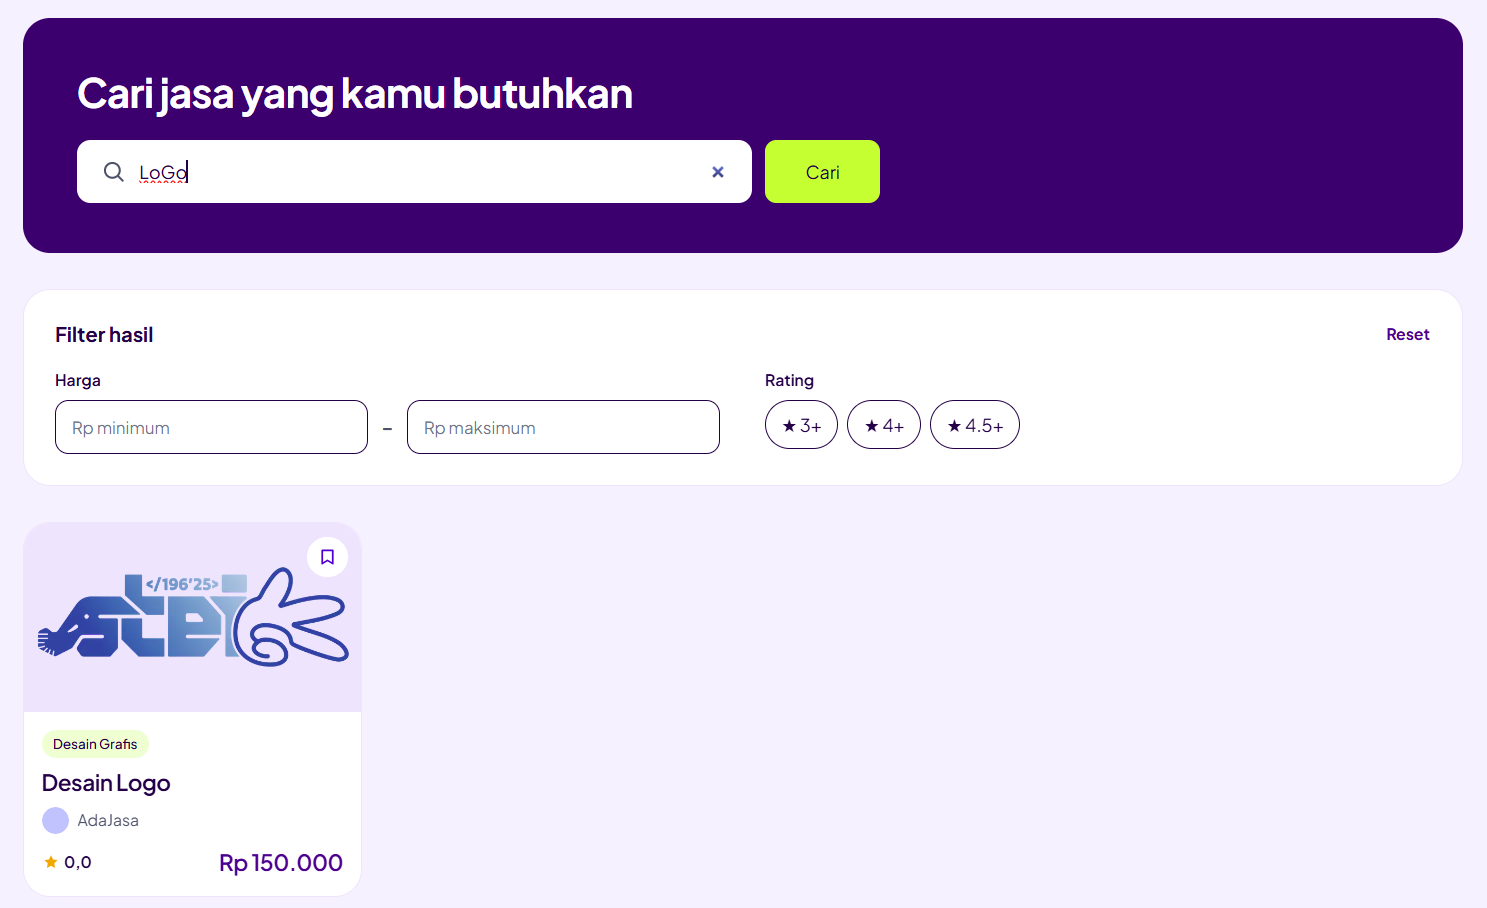 Cari jasa yang kamu butuhkan
LoGo
Cari
Filter hasil
Reset
Harga
Rating
Rp minimum
–
Rp maksimum
★ 3+
★ 4+
★ 4.5+
</196'25>
stei
Desain Grafis
Desain Logo
AdaJasa
★ 0,0
Rp 150.000